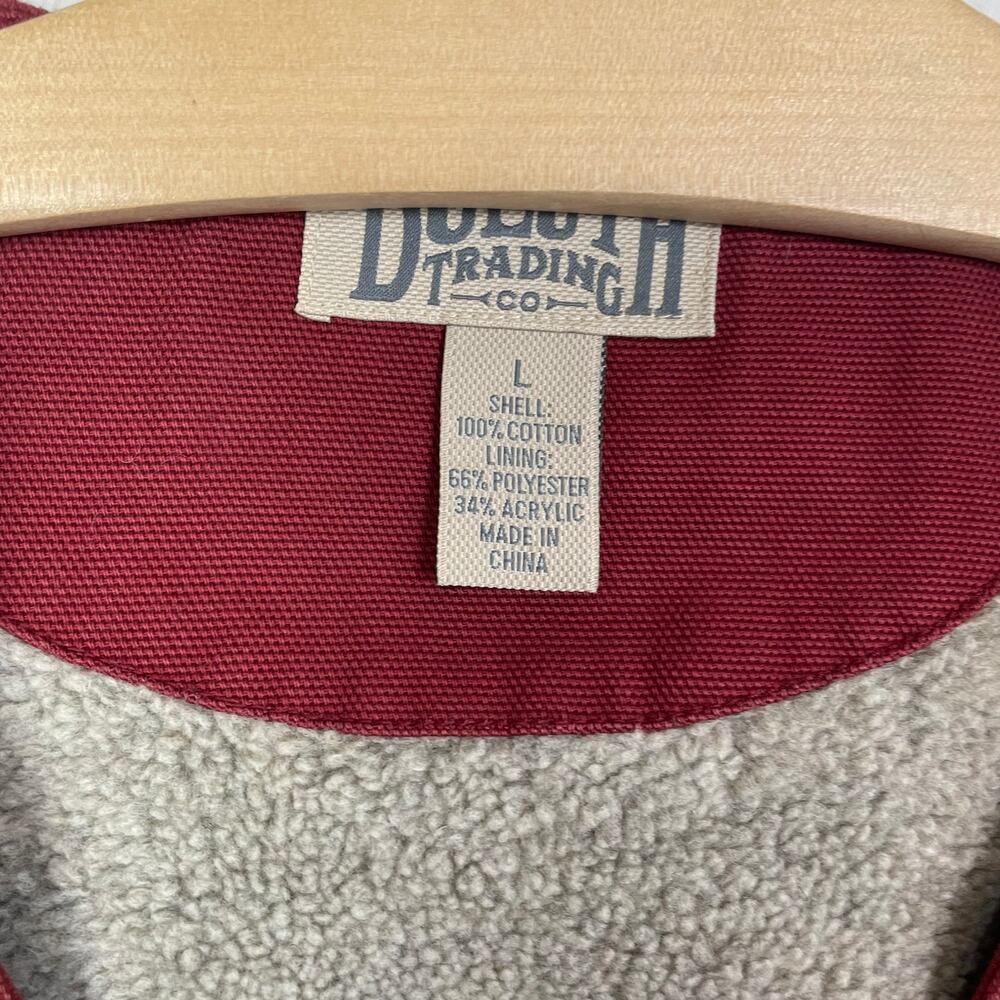 DULUTH
TRADING
CO
L
SHELL:
100% COTTON
LINING:
66% POLYESTER
34% ACRYLIC
MADE IN
CHINA